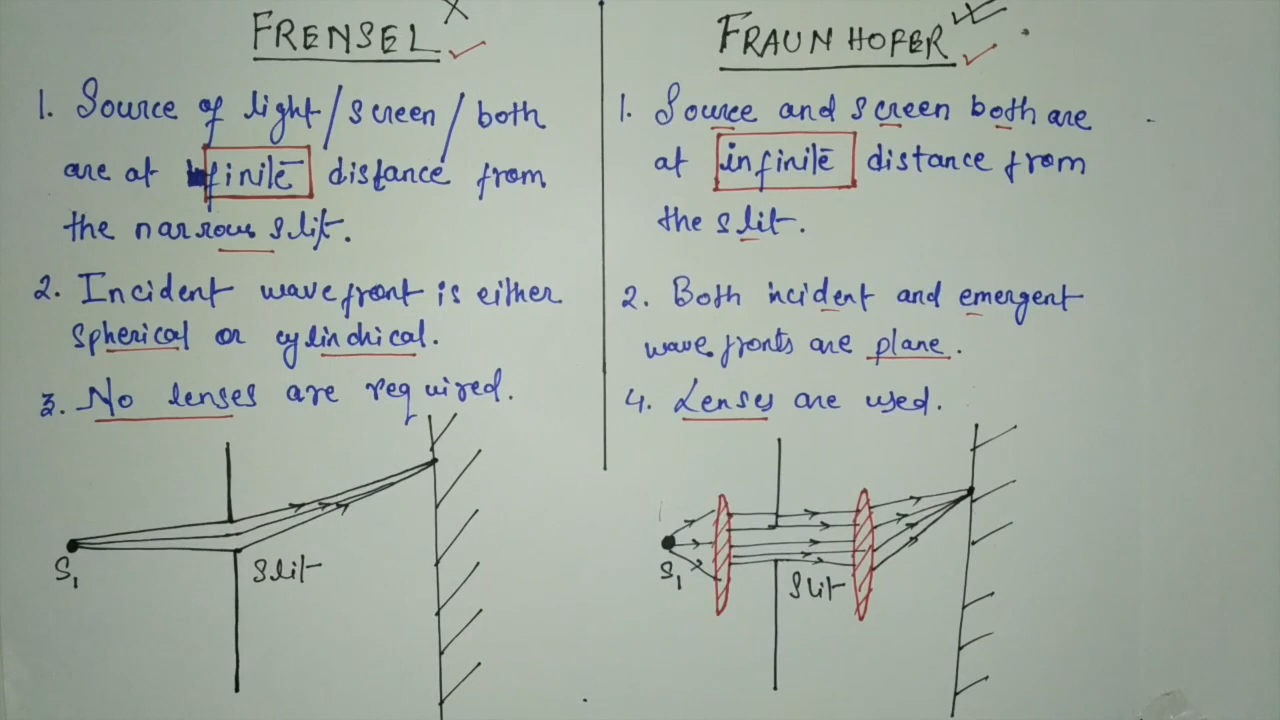 FRENSEL
1. Source of light/screen/both
are at finite distance from
the narrow slit.
2. Incident wavefront is either
spherical or cylindrical.
3. No lenses are required.
S1
Slit
FRAUNHOFER
1. Source and screen both are
at infinite distance from
the slit.
2. Both incident and emergent
wavefronts are plane.
4. Lenses are used.
S1
Slit